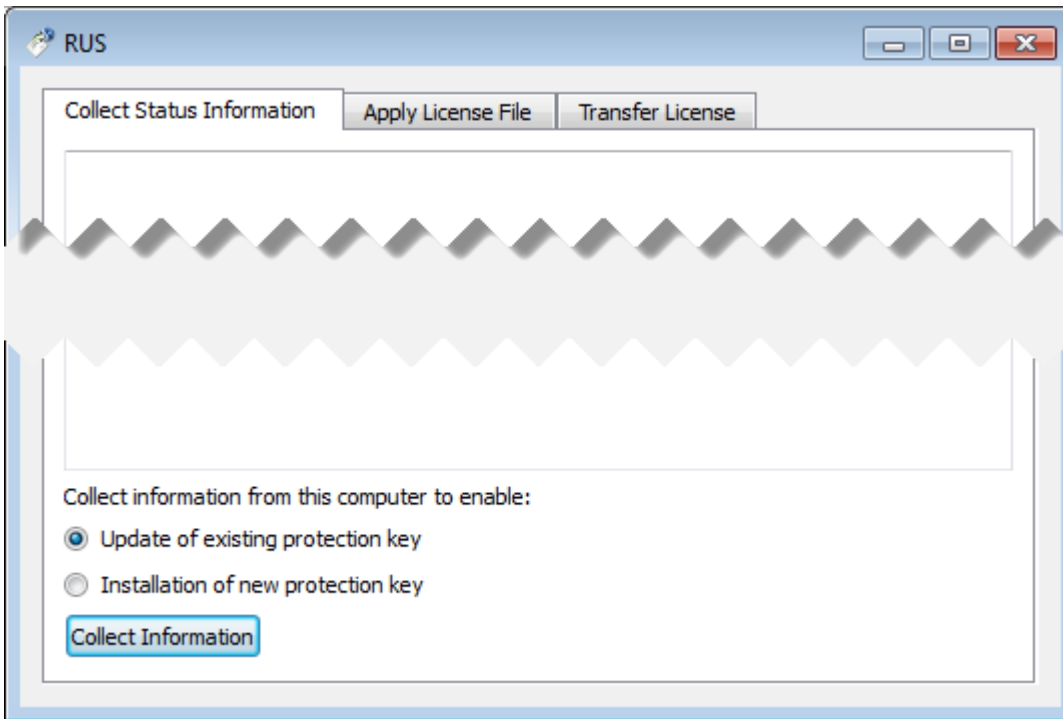 RUS
Collect Status Information Apply License File Transfer License
Collect information from this computer to enable:
Update of existing protection key
Installation of new protection key
Collect Information